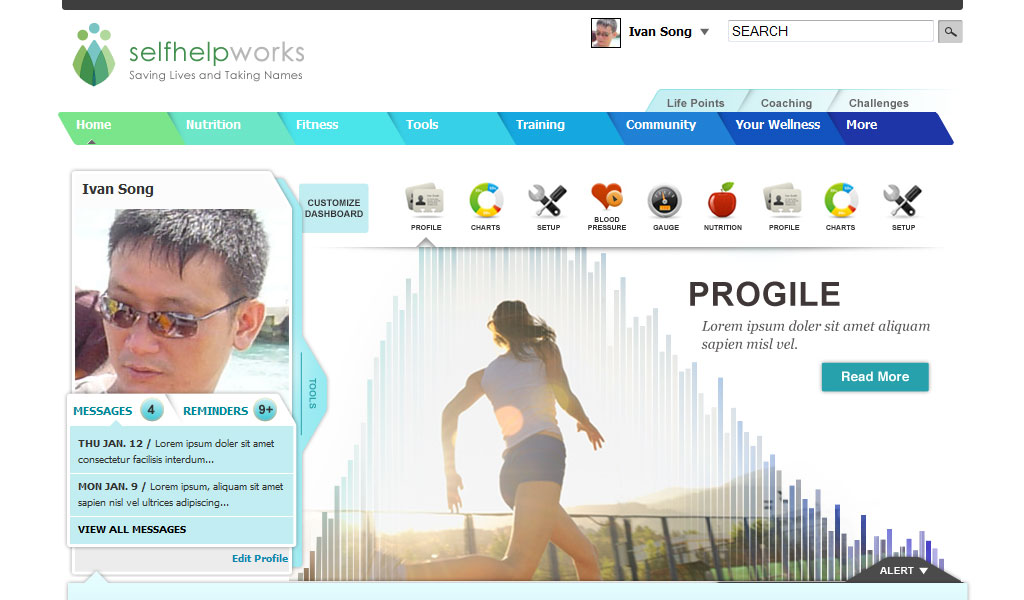 selfhelpworks
Saving Lives and Taking Names
Ivan Song
SEARCH
Life Points
Coaching
Challenges
Home
Nutrition
Fitness
Tools
Training
Community
Your Wellness
More
Ivan Song
CUSTOMIZE
DASHBOARD
PROFILE
CHARTS
SETUP
BLOOD
PRESSURE
GAUGE
NUTRITION
PROFILE
CHARTS
SETUP
PROGILE
Lorem ipsum doler sit amet aliquam
sapien misl vel.
Read More
TOOLS
MESSAGES 4
REMINDERS 9+
THU JAN. 12 / Lorem ipsum doler sit amet
consectetur facilisis interdum...
MON JAN. 9 / Lorem ipsum, aliquam sit amet
sapien nisl vel ultrices adipiscing...
VIEW ALL MESSAGES
Edit Profile
ALERT